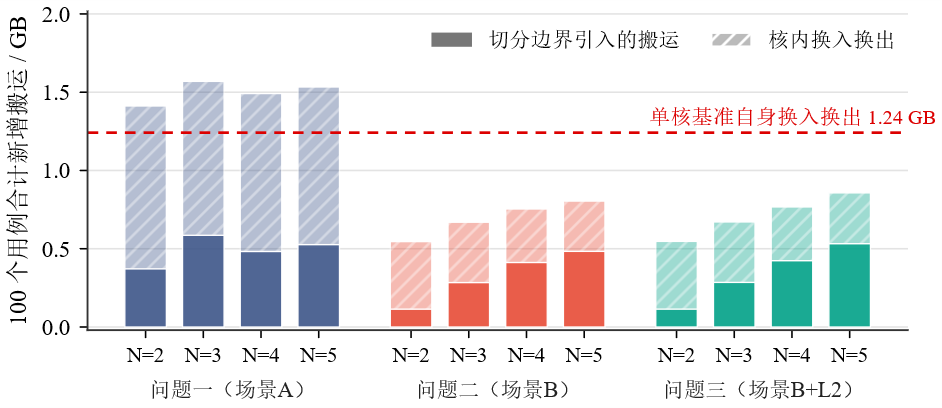 100 个用例合计新增搬运 / GB
2.0
1.5
1.0
0.5
0.0
切分边界引入的搬运
核内换入换出
单核基准自身换入换出 1.24 GB
N=2 N=3 N=4 N=5 N=2 N=3 N=4 N=5 N=2 N=3 N=4 N=5
问题一（场景A） 问题二（场景B） 问题三（场景B+L2）